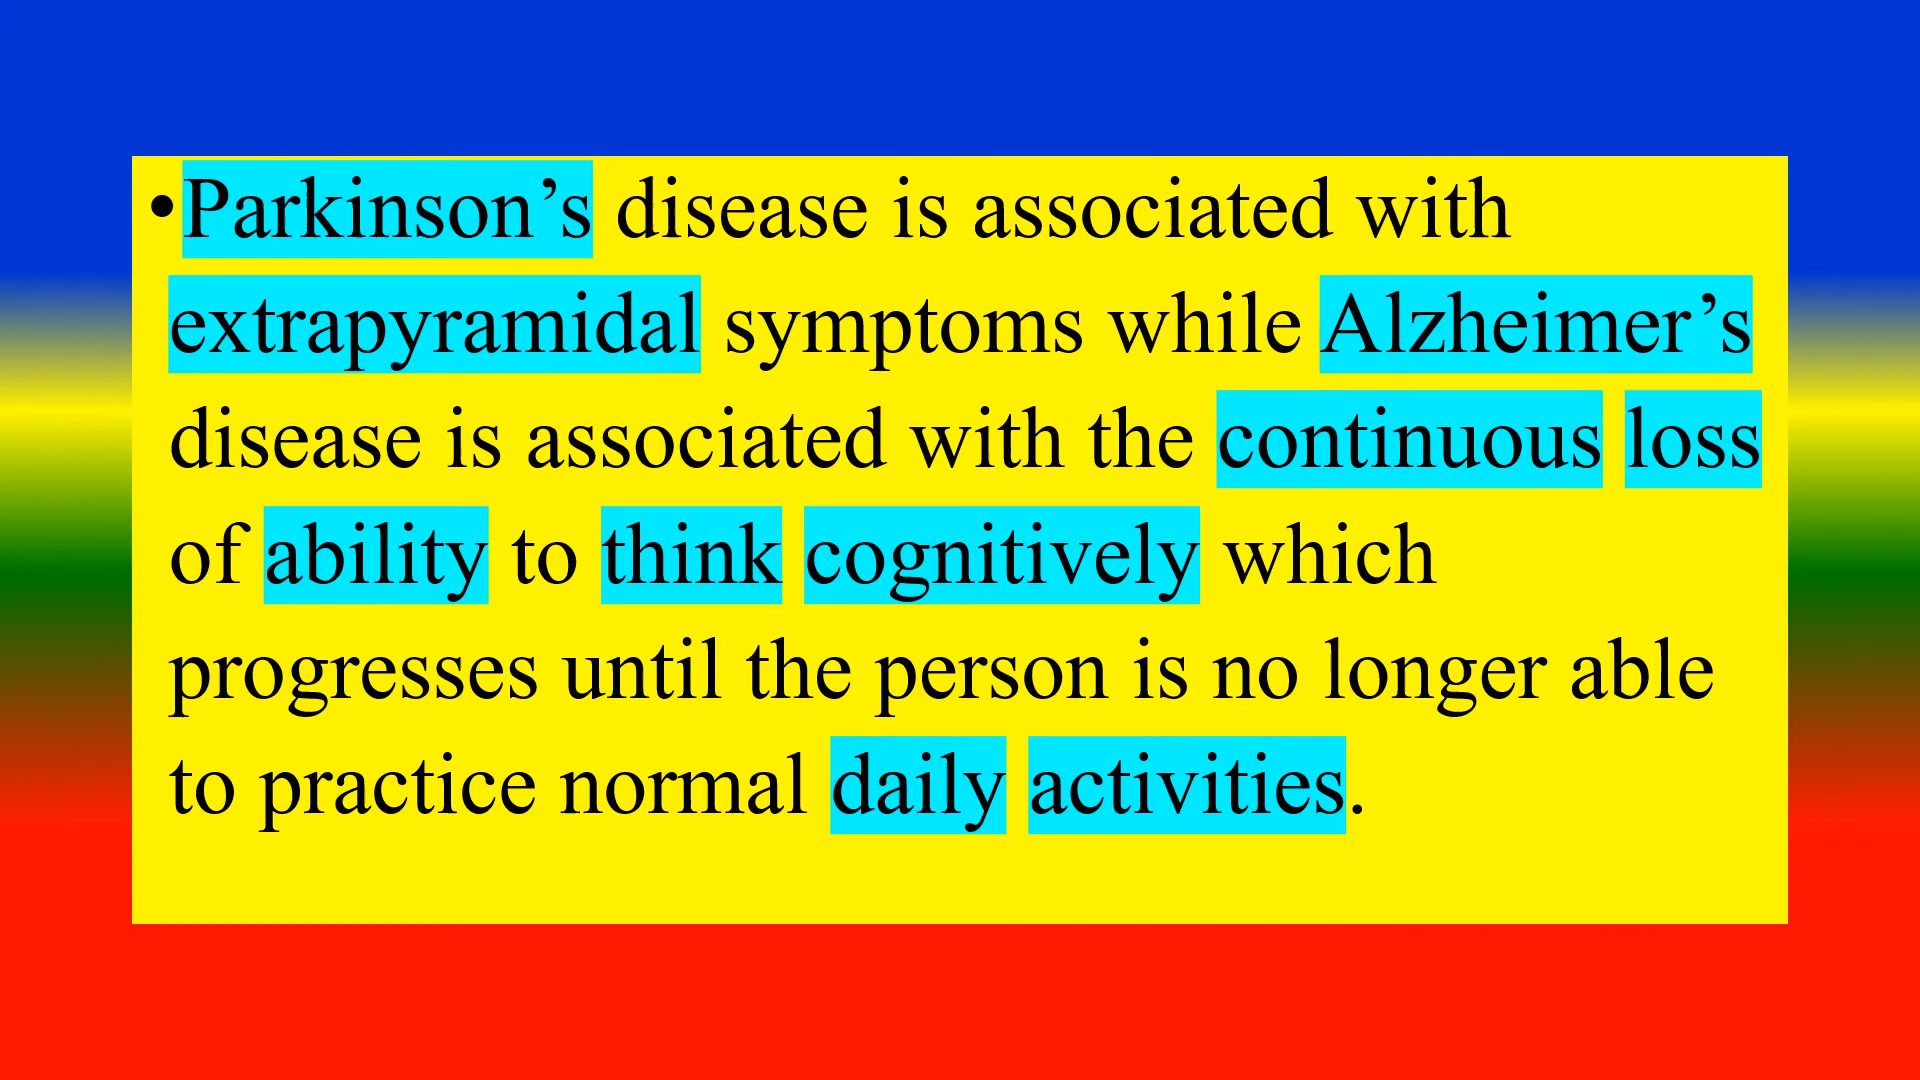 •Parkinson’s disease is associated with
extrapyramidal symptoms while Alzheimer’s
disease is associated with the continuous loss
of ability to think cognitively which
progresses until the person is no longer able
to practice normal daily activities.